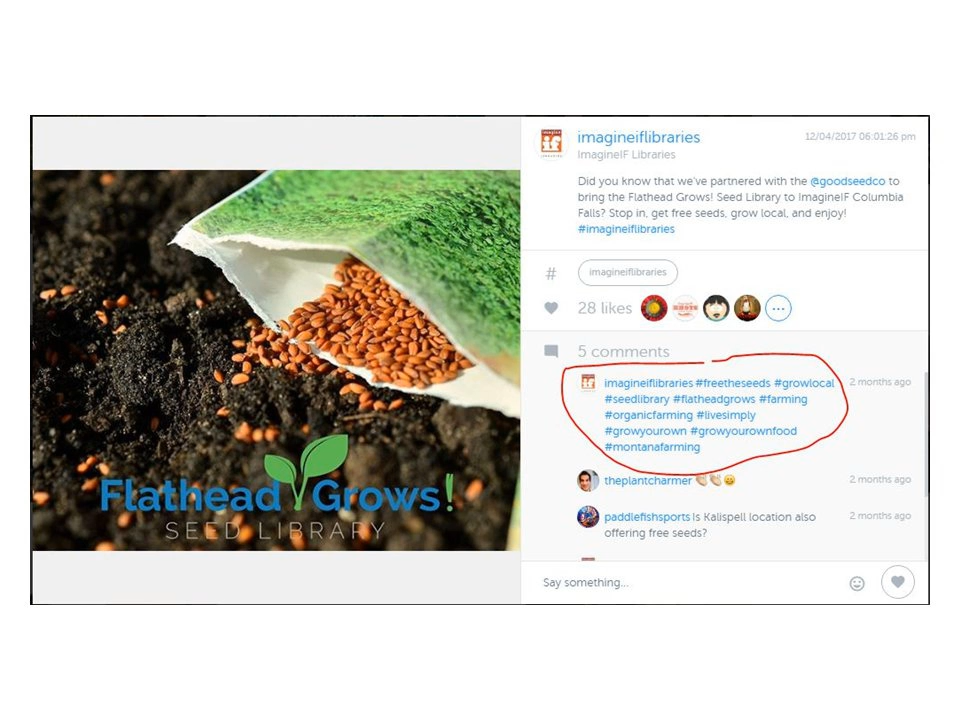 imagineiflibraries
12/04/2017 06:01:26 pm
ImagineIF Libraries
Did you know that we've partnered with the @goodseedco to
bring the Flathead Grows! Seed Library to ImagineIF Columbia
Falls? Stop in, get free seeds, grow local, and enjoy!
#imagineiflibraries
# imagineiflibraries
28 likes
5 comments
imagineiflibraries #freetheseeds #growlocal
2 months ago
#seedlibrary #flatheadgrows #farming
#organicfarming #livesimply
#growyourown #growyourownfood
#montanafarming
theplantcharmer 👏🏼👏🏼😀
2 months ago
paddlefishsports Is Kalispell location also
2 months ago
offering free seeds?
Say something...
Flathead Grows!
SEED LIBRARY